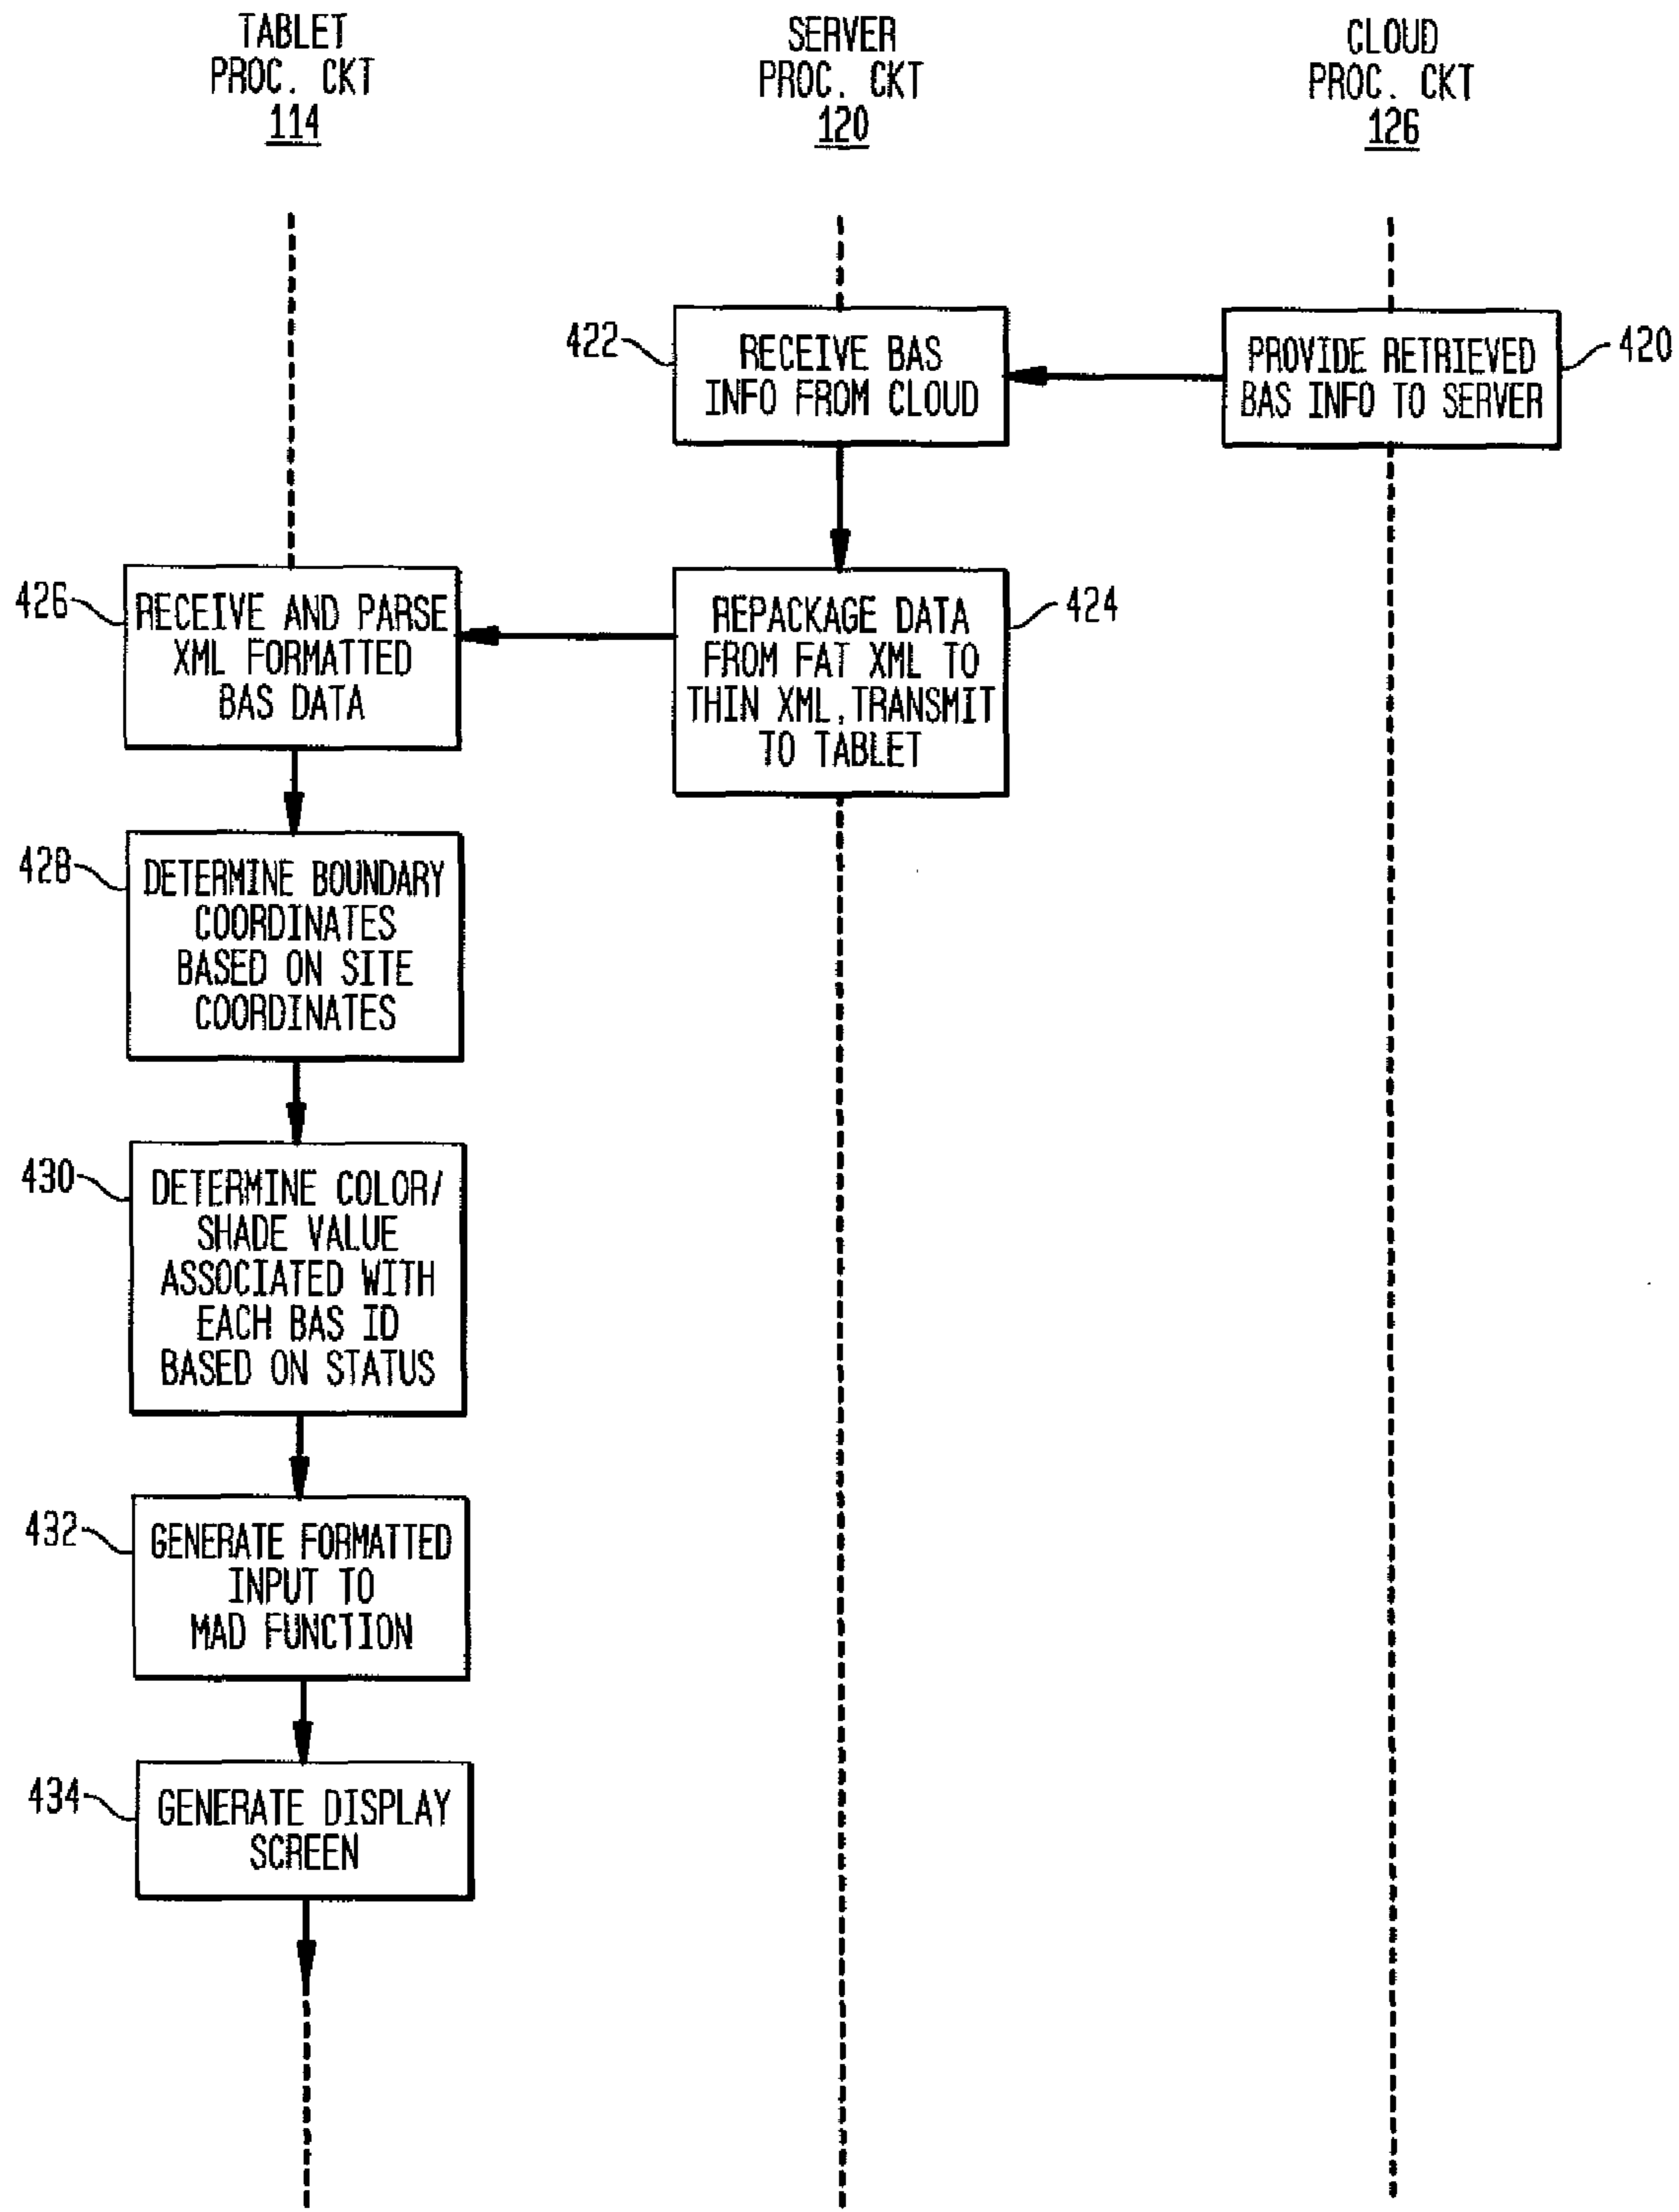 TABLET
PROC. CKT
114
SERVER
PROC. CKT
120
CLOUD
PROC. CKT
126
422
RECEIVE BAS
INFO FROM CLOUD
PROVIDE RETRIEVED
BAS INFO TO SERVER
420
426
RECEIVE AND PARSE
XML FORMATTED
BAS DATA
REPACKAGE DATA
FROM FAT XML TO
THIN XML,TRANSMIT
TO TABLET
424
428
DETERMINE BOUNDARY
COORDINATES
BASED ON SITE
COORDINATES
430
DETERMINE COLOR/
SHADE VALUE
ASSOCIATED WITH
EACH BAS ID
BASED ON STATUS
432
GENERATE FORMATTED
INPUT TO
MAD FUNCTION
434
GENERATE DISPLAY
SCREEN